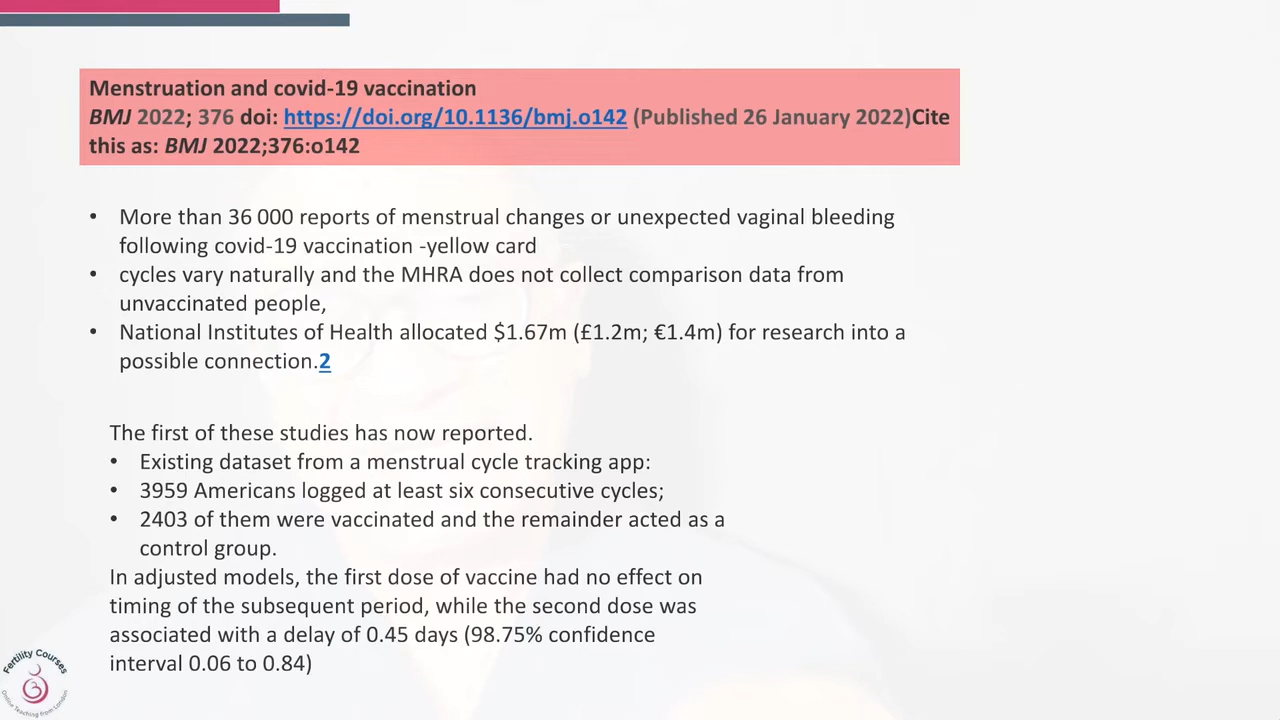 Menstruation and covid-19 vaccination
BMJ 2022; 376 doi: https://doi.org/10.1136/bmj.o142 (Published 26 January 2022)Cite
this as: BMJ 2022;376:o142
• More than 36 000 reports of menstrual changes or unexpected vaginal bleeding
following covid-19 vaccination -yellow card
• cycles vary naturally and the MHRA does not collect comparison data from
unvaccinated people,
• National Institutes of Health allocated $1.67m (£1.2m; €1.4m) for research into a
possible connection.2
The first of these studies has now reported.
• Existing dataset from a menstrual cycle tracking app:
• 3959 Americans logged at least six consecutive cycles;
• 2403 of them were vaccinated and the remainder acted as a
control group.
In adjusted models, the first dose of vaccine had no effect on
timing of the subsequent period, while the second dose was
associated with a delay of 0.45 days (98.75% confidence
interval 0.06 to 0.84)
Fertility Courses
Online Teaching from London